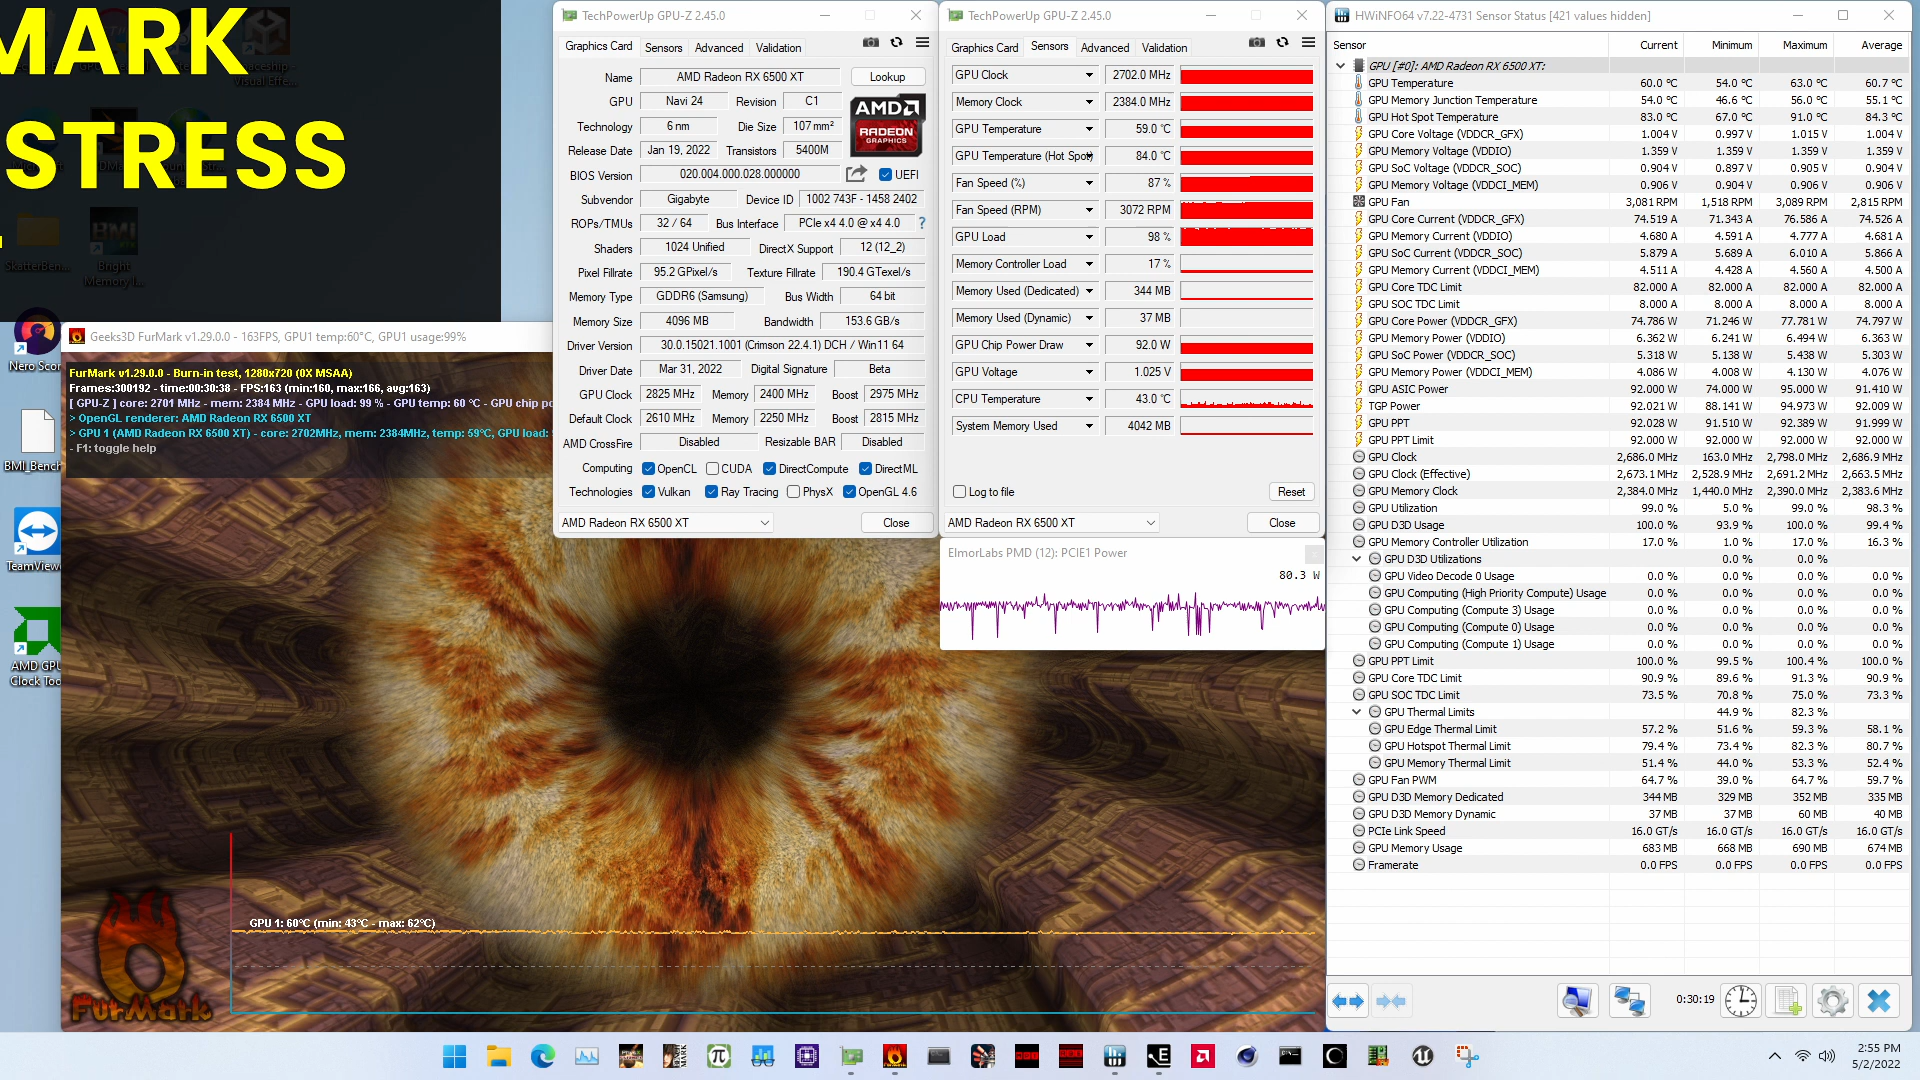 MARK
STRESS
Visual Effe...
SkatterBen...
Bright
Memory I...
Nero Scor
BMI_Bench
TeamViewe
AMD GPU
Clock Too
Geeks3D FurMark v1.29.0.0 - 163FPS, GPU1 temp:60°C, GPU1 usage:99%
FurMark v1.29.0.0 - Burn-in test, 1280x720 (0X MSAA)
Frames:300192 - time:00:30:38 - FPS:163 (min:160, max:166, avg:163)
[ GPU-Z ] core: 2701 MHz - mem: 2384 MHz - GPU load: 99 % - GPU temp: 60 °C - GPU chip po
> OpenGL renderer: AMD Radeon RX 6500 XT
> GPU 1 (AMD Radeon RX 6500 XT) - core: 2702MHz, mem: 2384MHz, temp: 59°C, GPU load:
- F1: toggle help
GPU 1: 60°C (min: 43°C - max: 62°C)
FurMark
TechPowerUp GPU-Z 2.45.0
Graphics Card Sensors Advanced Validation
Name AMD Radeon RX 6500 XT Lookup
GPU Navi 24 Revision C1
AMD RADEON GRAPHICS
Technology 6 nm Die Size 107 mm²
Release Date Jan 19, 2022 Transistors 5400M
BIOS Version 020.004.000.028.000000 UEFI
Subvendor Gigabyte Device ID 1002 743F - 1458 2402
ROPs/TMUs 32 / 64 Bus Interface PCIe x4 4.0 @ x4 4.0 ?
Shaders 1024 Unified DirectX Support 12 (12_2)
Pixel Fillrate 95.2 GPixel/s Texture Fillrate 190.4 GTexel/s
Memory Type GDDR6 (Samsung) Bus Width 64 bit
Memory Size 4096 MB Bandwidth 153.6 GB/s
Driver Version 30.0.15021.1001 (Crimson 22.4.1) DCH / Win11 64
Driver Date Mar 31, 2022 Digital Signature Beta
GPU Clock 2825 MHz Memory 2400 MHz Boost 2975 MHz
Default Clock 2610 MHz Memory 2250 MHz Boost 2815 MHz
AMD CrossFire Disabled Resizable BAR Disabled
Computing OpenCL CUDA DirectCompute DirectML
Technologies Vulkan Ray Tracing PhysX OpenGL 4.6
AMD Radeon RX 6500 XT Close
TechPowerUp GPU-Z 2.45.0
Graphics Card Sensors Advanced Validation
GPU Clock 2702.0 MHz
Memory Clock 2384.0 MHz
GPU Temperature 59.0 °C
GPU Temperature (Hot Spot) 84.0 °C
Fan Speed (%) 87 %
Fan Speed (RPM) 3072 RPM
GPU Load 98 %
Memory Controller Load 17 %
Memory Used (Dedicated) 344 MB
Memory Used (Dynamic) 37 MB
GPU Chip Power Draw 92.0 W
GPU Voltage 1.025 V
CPU Temperature 43.0 °C
System Memory Used 4042 MB
Log to file Reset
AMD Radeon RX 6500 XT Close
ElmorLabs PMD (12): PCIE1 Power
80.3 W
HWiNFO64 v7.22-4731 Sensor Status [421 values hidden]
Sensor Current Minimum Maximum Average
GPU [#0]: AMD Radeon RX 6500 XT:
GPU Temperature 60.0 °C 54.0 °C 63.0 °C 60.7 °C
GPU Memory Junction Temperature 54.0 °C 46.6 °C 56.0 °C 55.1 °C
GPU Hot Spot Temperature 83.0 °C 67.0 °C 91.0 °C 84.3 °C
GPU Core Voltage (VDDCR_GFX) 1.004 V 0.997 V 1.015 V 1.004 V
GPU Memory Voltage (VDDIO) 1.359 V 1.359 V 1.359 V 1.359 V
GPU SoC Voltage (VDDCR_SOC) 0.904 V 0.897 V 0.905 V 0.904 V
GPU Memory Voltage (VDDCI_MEM) 0.906 V 0.904 V 0.906 V 0.906 V
GPU Fan 3,081 RPM 1,518 RPM 3,089 RPM 2,815 RPM
GPU Core Current (VDDCR_GFX) 74.519 A 71.343 A 76.586 A 74.526 A
GPU Memory Current (VDDIO) 4.680 A 4.591 A 4.777 A 4.681 A
GPU SoC Current (VDDCR_SOC) 5.879 A 5.689 A 6.010 A 5.866 A
GPU Memory Current (VDDCI_MEM) 4.511 A 4.428 A 4.560 A 4.500 A
GPU Core TDC Limit 82.000 A 82.000 A 82.000 A 82.000 A
GPU SOC TDC Limit 8.000 A 8.000 A 8.000 A 8.000 A
GPU Core Power (VDDCR_GFX) 74.786 W 71.246 W 77.781 W 74.797 W
GPU Memory Power (VDDIO) 6.362 W 6.241 W 6.494 W 6.363 W
GPU SoC Power (VDDCR_SOC) 5.318 W 5.138 W 5.438 W 5.303 W
GPU Memory Power (VDDCI_MEM) 4.086 W 4.008 W 4.130 W 4.076 W
GPU ASIC Power 92.000 W 74.000 W 95.000 W 91.410 W
TGP Power 92.021 W 88.141 W 94.973 W 92.009 W
GPU PPT 92.028 W 91.510 W 92.389 W 91.999 W
GPU PPT Limit 92.000 W 92.000 W 92.000 W 92.000 W
GPU Clock 2,686.0 MHz 163.0 MHz 2,798.0 MHz 2,686.9 MHz
GPU Clock (Effective) 2,673.1 MHz 2,528.9 MHz 2,691.2 MHz 2,663.5 MHz
GPU Memory Clock 2,384.0 MHz 1,440.0 MHz 2,390.0 MHz 2,383.6 MHz
GPU Utilization 99.0 % 5.0 % 99.0 % 98.3 %
GPU D3D Usage 100.0 % 93.9 % 100.0 % 99.4 %
GPU Memory Controller Utilization 17.0 % 1.0 % 17.0 % 16.3 %
GPU D3D Utilizations 0.0 % 0.0 %
GPU Video Decode 0 Usage 0.0 % 0.0 % 0.0 % 0.0 %
GPU Computing (High Priority Compute) Usage 0.0 % 0.0 % 0.0 % 0.0 %
GPU Computing (Compute 3) Usage 0.0 % 0.0 % 0.0 % 0.0 %
GPU Computing (Compute 0) Usage 0.0 % 0.0 % 0.0 % 0.0 %
GPU Computing (Compute 1) Usage 0.0 % 0.0 % 0.0 % 0.0 %
GPU PPT Limit 100.0 % 99.5 % 100.4 % 100.0 %
GPU Core TDC Limit 90.9 % 89.6 % 91.3 % 90.9 %
GPU SOC TDC Limit 73.5 % 70.8 % 75.0 % 73.3 %
GPU Thermal Limits 44.9 % 82.3 %
GPU Edge Thermal Limit 57.2 % 51.6 % 59.3 % 58.1 %
GPU Hotspot Thermal Limit 79.4 % 73.4 % 82.3 % 80.7 %
GPU Memory Thermal Limit 51.4 % 44.0 % 53.3 % 52.4 %
GPU Fan PWM 64.7 % 39.0 % 64.7 % 59.7 %
GPU D3D Memory Dedicated 344 MB 329 MB 352 MB 335 MB
GPU D3D Memory Dynamic 37 MB 37 MB 60 MB 40 MB
PCIe Link Speed 16.0 GT/s 16.0 GT/s 16.0 GT/s 16.0 GT/s
GPU Memory Usage 683 MB 668 MB 690 MB 674 MB
Framerate 0.0 FPS 0.0 FPS 0.0 FPS 0.0 FPS
0:30:19
2:55 PM
5/2/2022